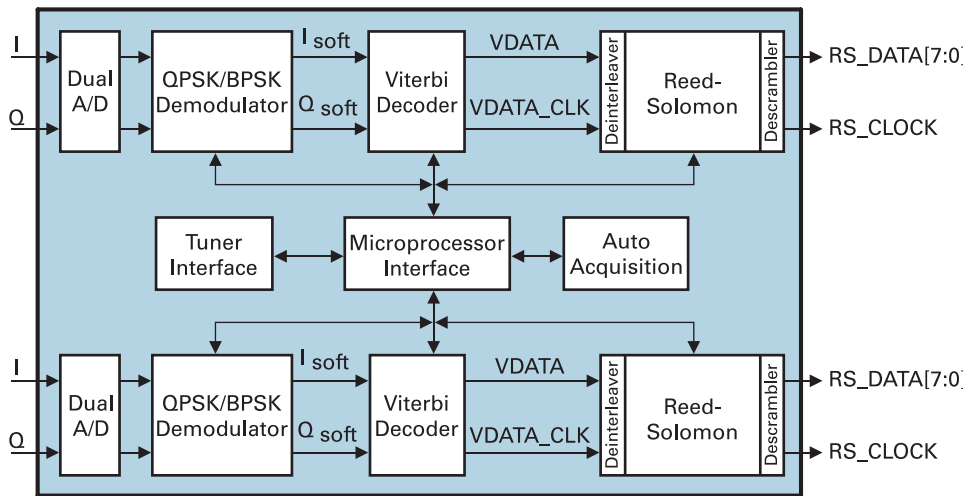 I
Q
Dual
A/D
QPSK/BPSK
Demodulator
I soft
Q soft
Viterbi
Decoder
VDATA
VDATA_CLK
Deinterleaver
Reed-
Solomon
Descrambler
RS_DATA[7:0]
RS_CLOCK
Tuner
Interface
Microprocessor
Interface
Auto
Acquisition
I
Q
Dual
A/D
QPSK/BPSK
Demodulator
I soft
Q soft
Viterbi
Decoder
VDATA
VDATA_CLK
Deinterleaver
Reed-
Solomon
Descrambler
RS_DATA[7:0]
RS_CLOCK